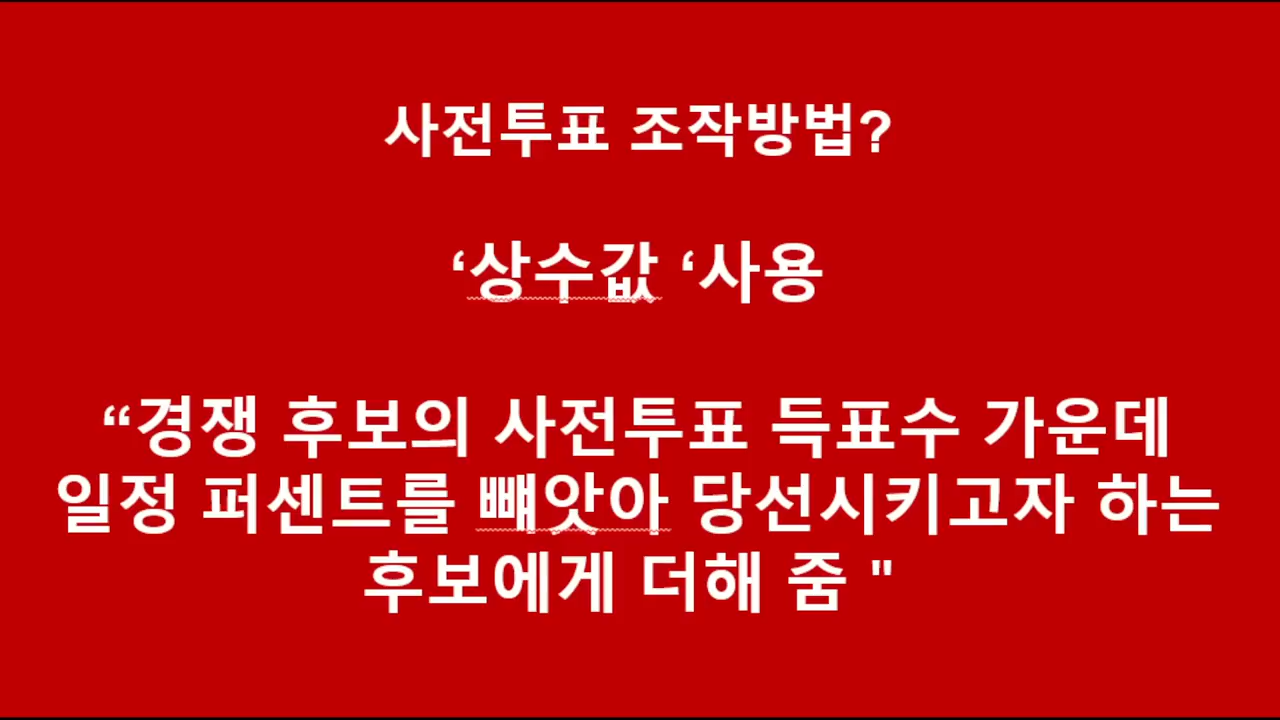 사전투표 조작방법?
‘상수값 ‘사용
“경쟁 후보의 사전투표 득표수 가운데
일정 퍼센트를 빼앗아 당선시키고자 하는
후보에게 더해 줌 "